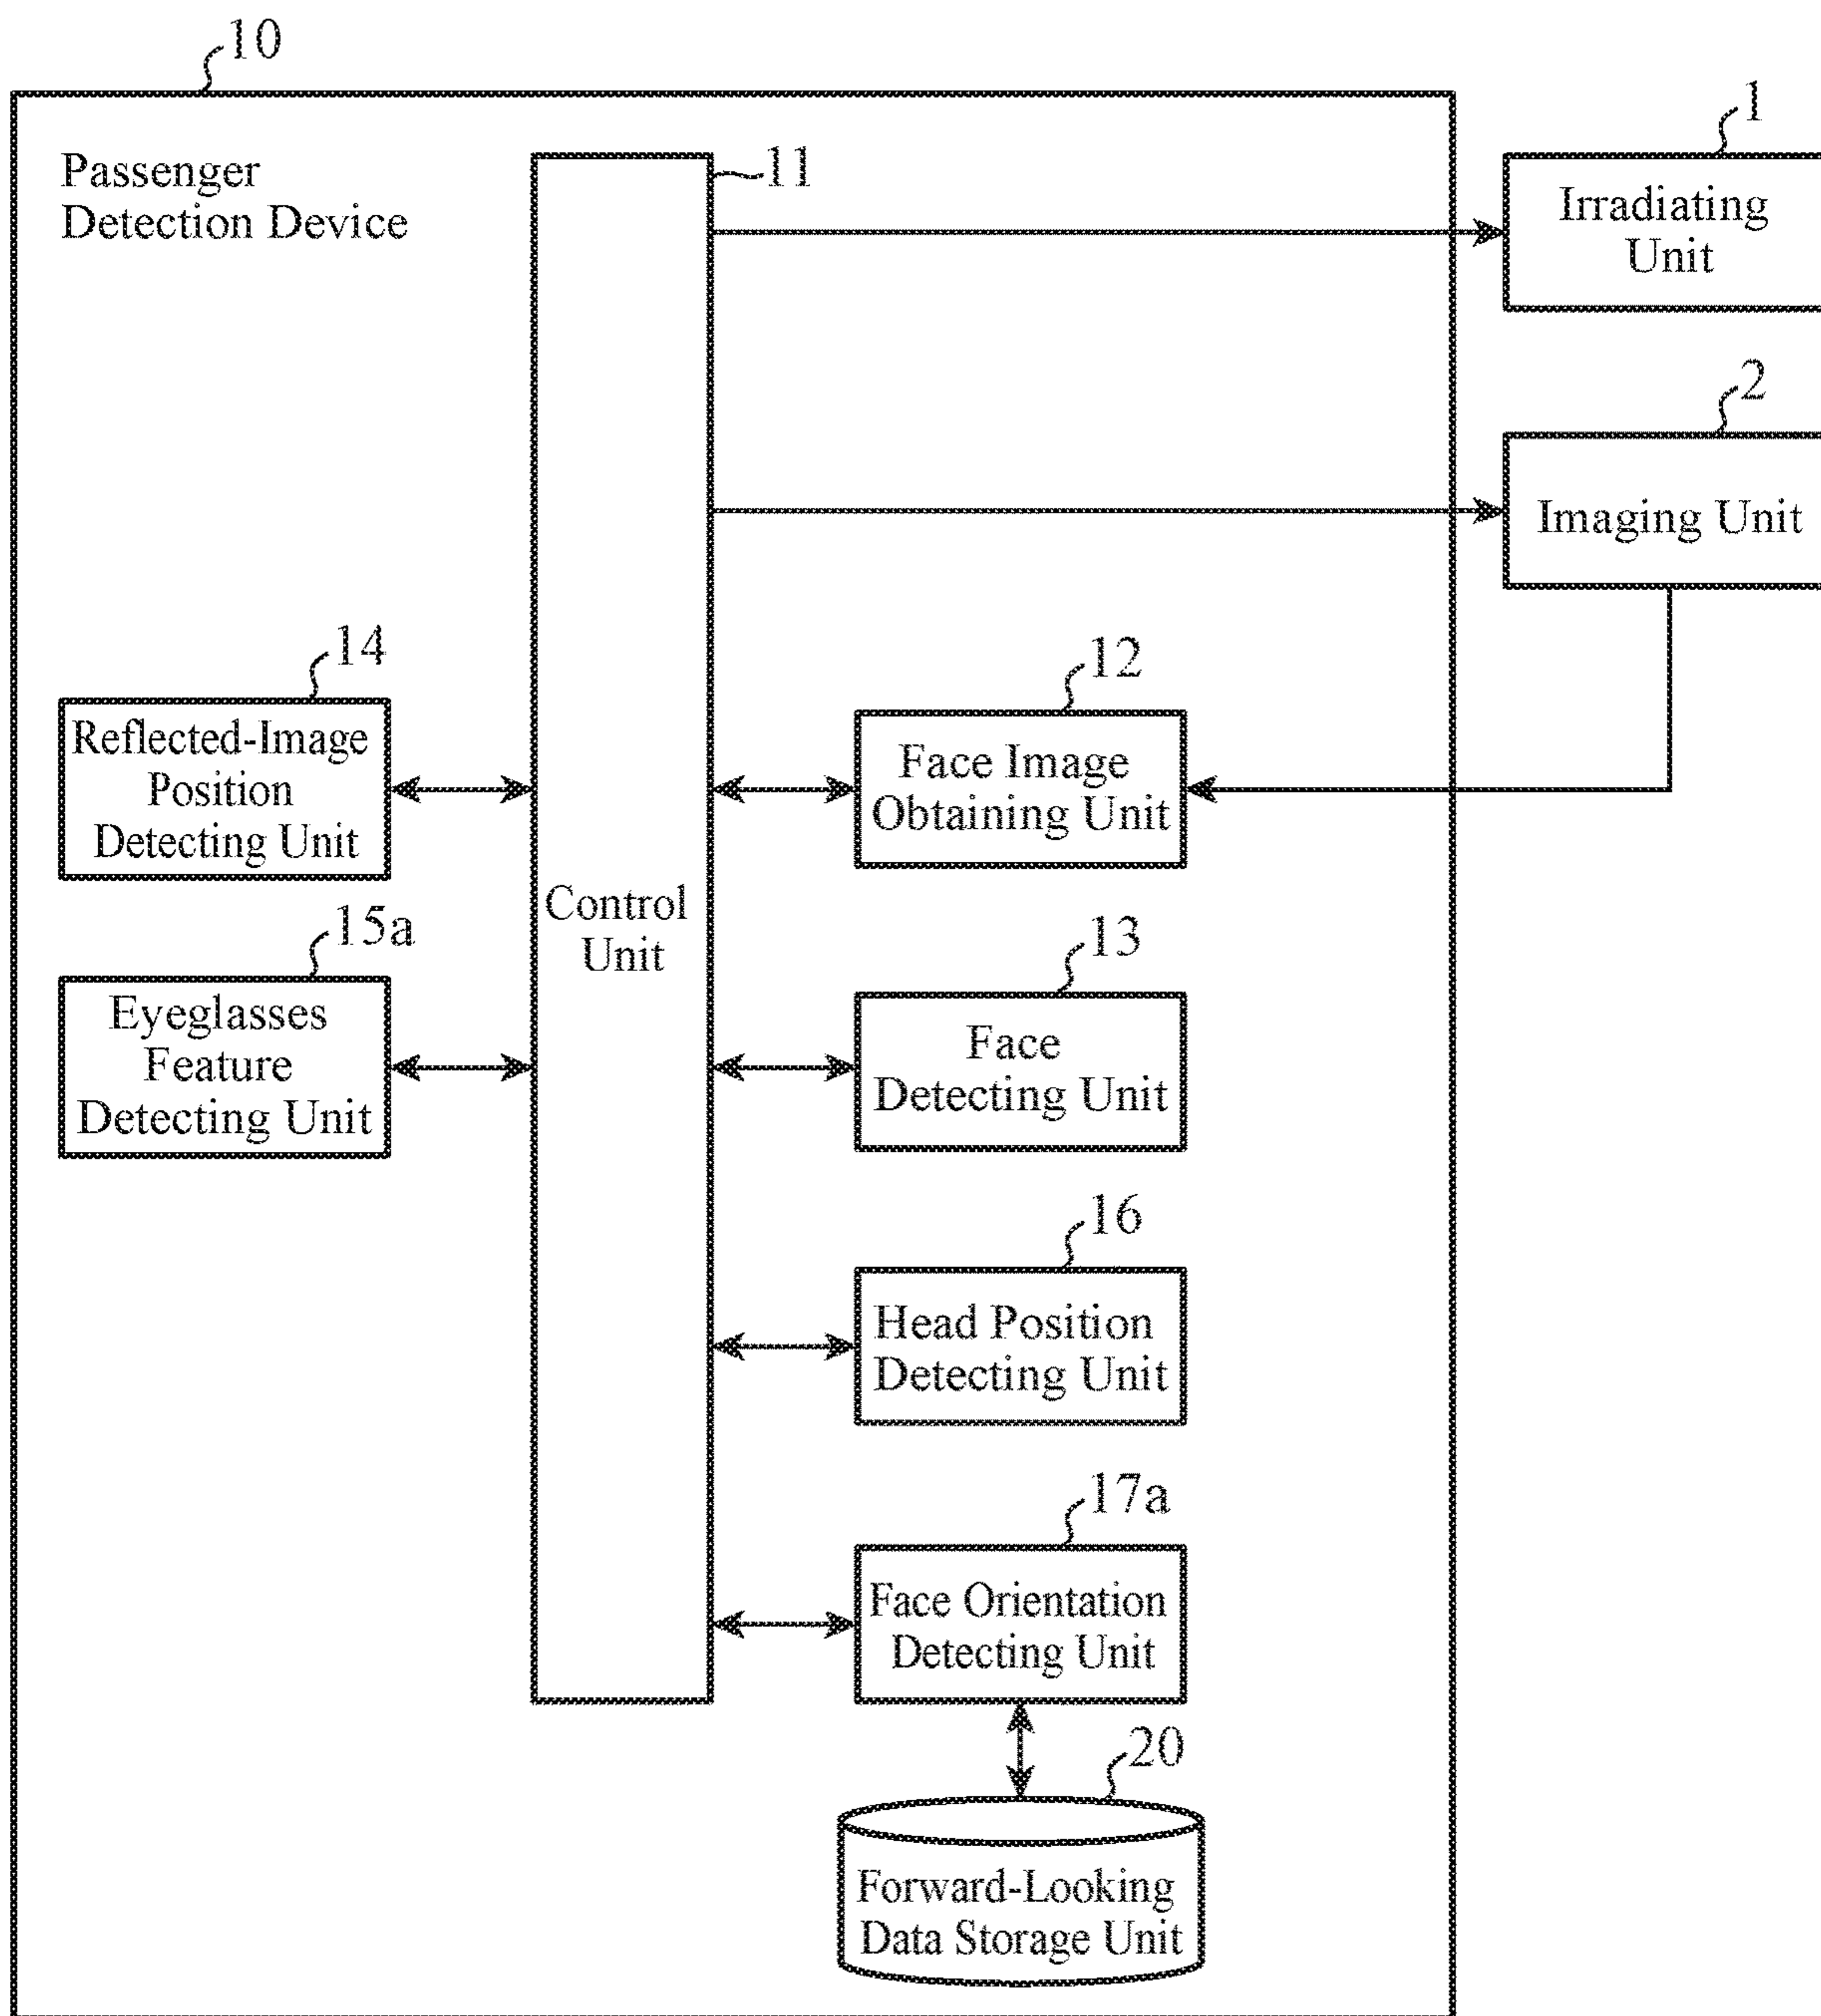 10
Passenger
Detection Device
11
1
Irradiating
Unit
2
Imaging Unit
14
Reflected-Image
Position
Detecting Unit
12
Face Image
Obtaining Unit
Control
Unit
15a
Eyeglasses
Feature
Detecting Unit
13
Face
Detecting Unit
16
Head Position
Detecting Unit
17a
Face Orientation
Detecting Unit
20
Forward-Looking
Data Storage Unit